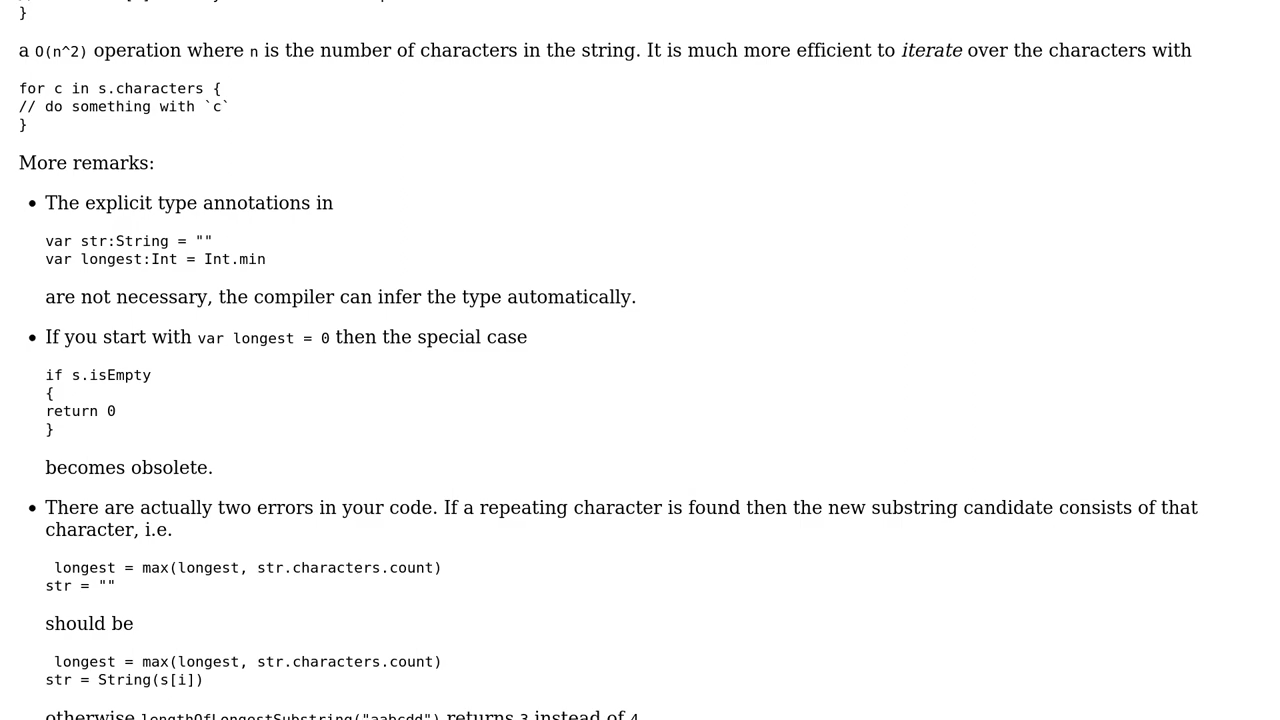 }
a O(n^2) operation where n is the number of characters in the string. It is much more efficient to iterate over the characters with
for c in s.characters {
// do something with `c`
}
More remarks:
• The explicit type annotations in
var str:String = ""
var longest:Int = Int.min
are not necessary, the compiler can infer the type automatically.
• If you start with var longest = 0 then the special case
if s.isEmpty
{
return 0
}
becomes obsolete.
• There are actually two errors in your code. If a repeating character is found then the new substring candidate consists of that
character, i.e.
longest = max(longest, str.characters.count)
str = ""
should be
longest = max(longest, str.characters.count)
str = String(s[i])
otherwise lengthOfLongestSubstring("aabcdd") returns 3 instead of 4.